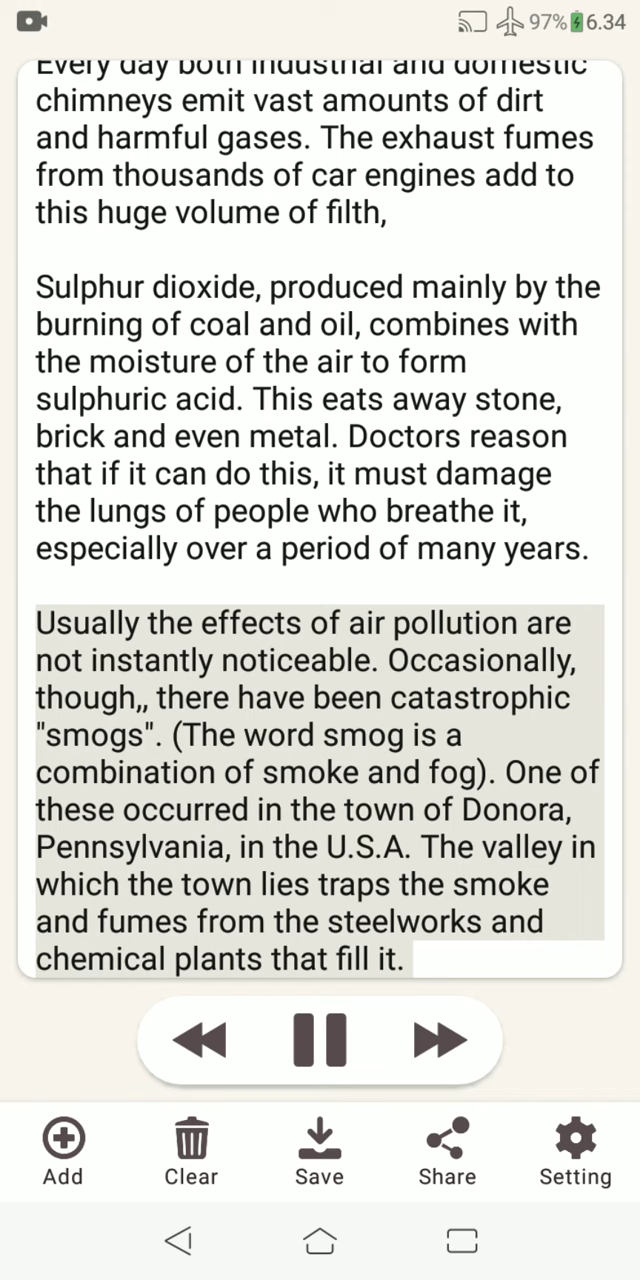 97% 6.34
Every day both industrial and domestic
chimneys emit vast amounts of dirt
and harmful gases. The exhaust fumes
from thousands of car engines add to
this huge volume of filth,
Sulphur dioxide, produced mainly by the
burning of coal and oil, combines with
the moisture of the air to form
sulphuric acid. This eats away stone,
brick and even metal. Doctors reason
that if it can do this, it must damage
the lungs of people who breathe it,
especially over a period of many years.
Usually the effects of air pollution are
not instantly noticeable. Occasionally,
though,, there have been catastrophic
"smogs". (The word smog is a
combination of smoke and fog). One of
these occurred in the town of Donora,
Pennsylvania, in the U.S.A. The valley in
which the town lies traps the smoke
and fumes from the steelworks and
chemical plants that fill it.
Add Clear Save Share Setting